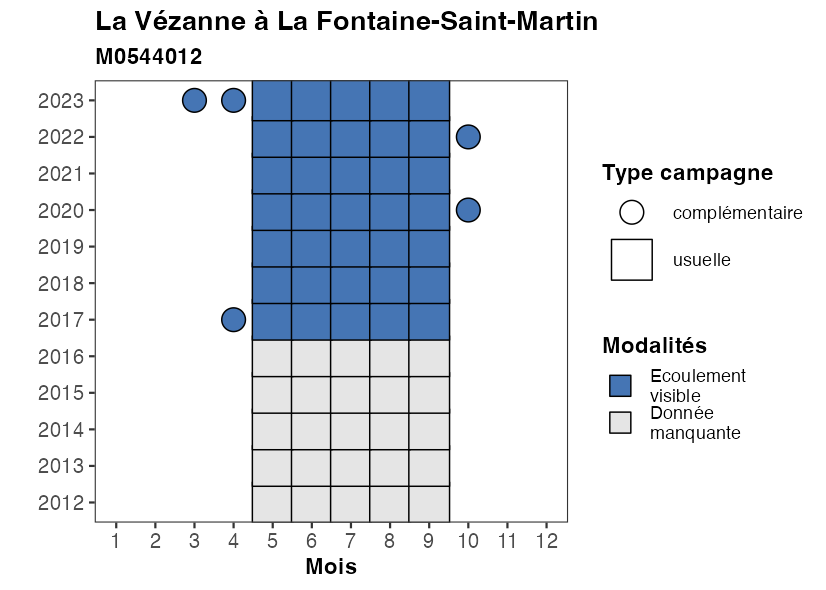 La Vézanne à La Fontaine-Saint-Martin
M0544012
2023
2022
2021
2020
2019
2018
2017
2016
2015
2014
2013
2012
1 2 3 4 5 6 7 8 9 10 11 12
Mois
Type campagne
complémentaire
usuelle
Modalités
Ecoulement
visible
Donnée
manquante